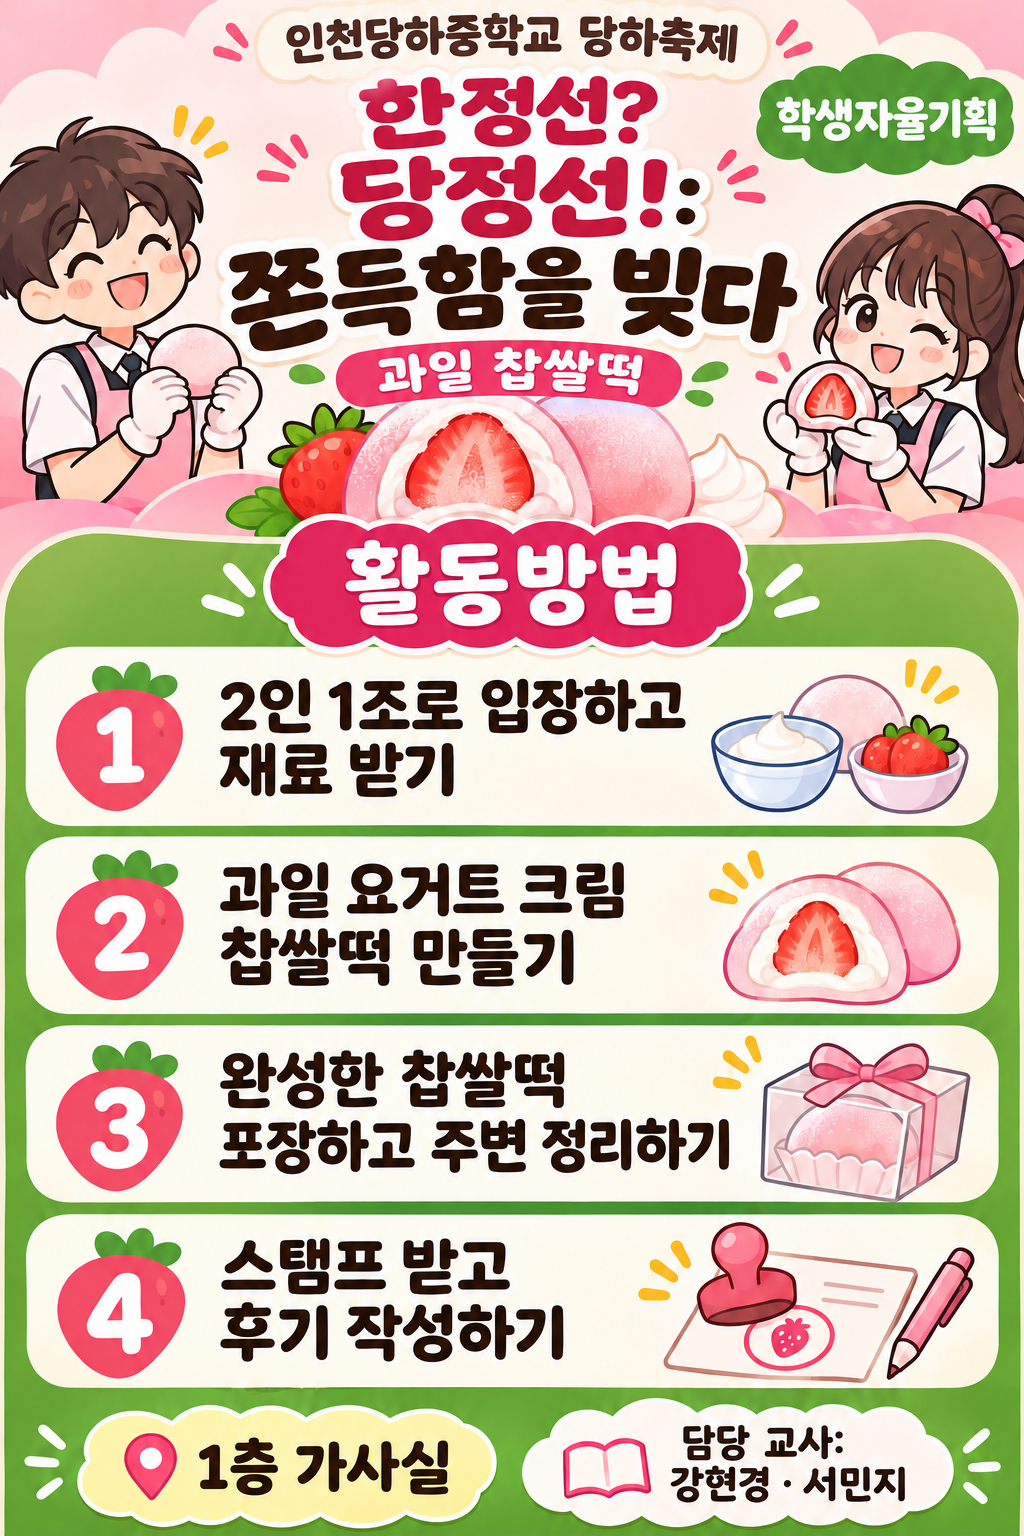 인천당하중학교 당하축제
학생자율기획
한정선?
당정선!:
쫀득함을 빚다
과일 찹쌀떡
활동방법
1
2인 1조로 입장하고
재료 받기
2
과일 요거트 크림
찹쌀떡 만들기
3
완성한 찹쌀떡
포장하고 주변 정리하기
4
스탬프 받고
후기 작성하기
1층 가사실
담당 교사:
강현경 · 서민지